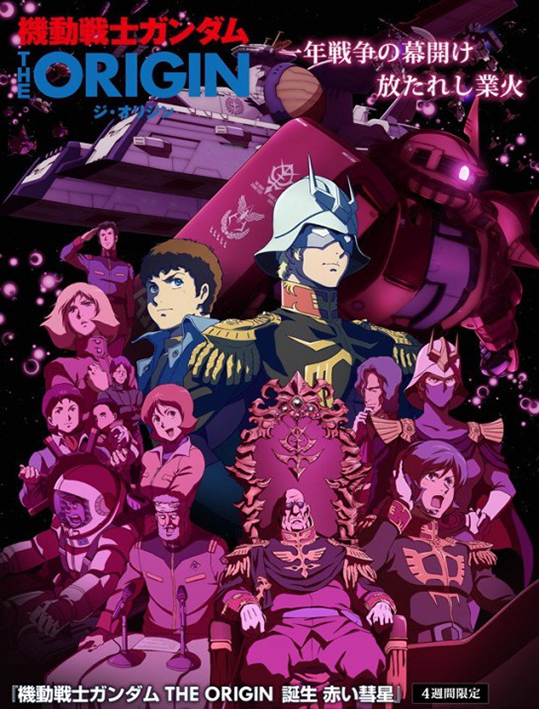 機動戦士ガンダム
THE ORIGIN
ジ・オリジン
一年戦争の幕開け
放たれし業火
『機動戦士ガンダム THE ORIGIN 誕生 赤い彗星』 4週間限定